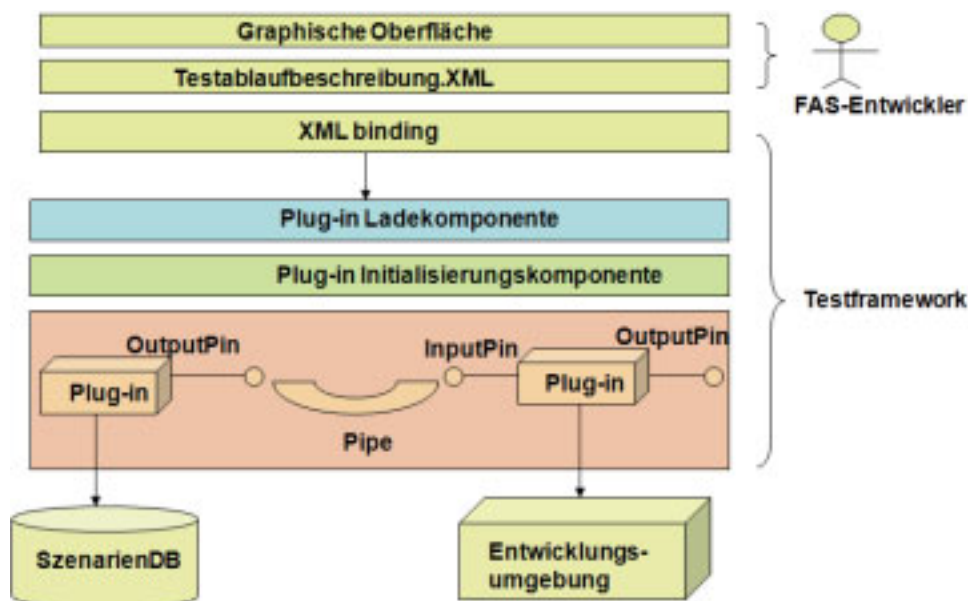 Graphische Oberfläche
Testablaufbeschreibung.XML
FAS-Entwickler
XML binding
Plug-in Ladekomponente
Plug-in Initialisierungskomponente
Testframework
OutputPin
InputPin
OutputPin
Plug-in
Plug-in
Pipe
SzenarienDB
Entwicklungs-
umgebung